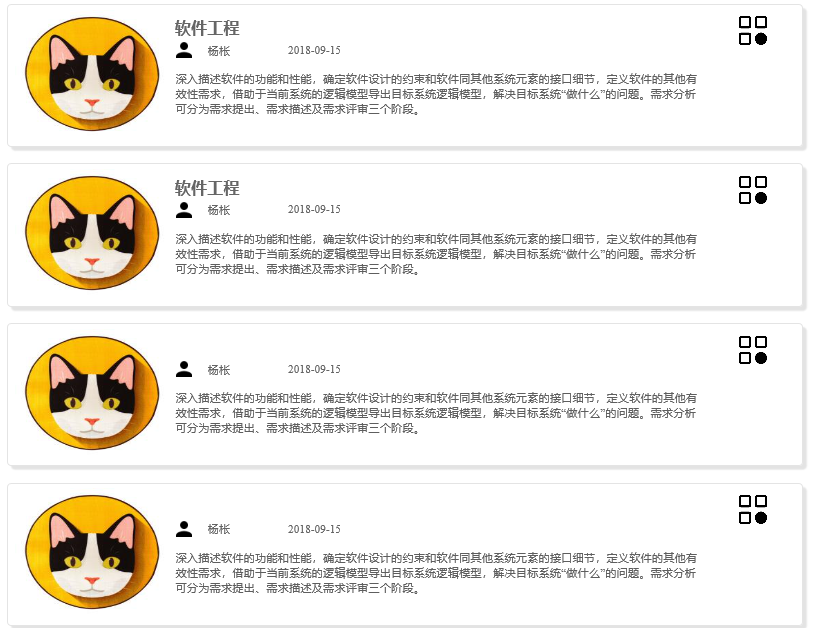 软件工程
杨枨 2018-09-15
深入描述软件的功能和性能，确定软件设计的约束和软件同其他系统元素的接口细节，定义软件的其他有
效性需求，借助于当前系统的逻辑模型导出目标系统逻辑模型，解决目标系统“做什么”的问题。需求分析
可分为需求提出、需求描述及需求评审三个阶段。
软件工程
杨枨 2018-09-15
深入描述软件的功能和性能，确定软件设计的约束和软件同其他系统元素的接口细节，定义软件的其他有
效性需求，借助于当前系统的逻辑模型导出目标系统逻辑模型，解决目标系统“做什么”的问题。需求分析
可分为需求提出、需求描述及需求评审三个阶段。
杨枨 2018-09-15
深入描述软件的功能和性能，确定软件设计的约束和软件同其他系统元素的接口细节，定义软件的其他有
效性需求，借助于当前系统的逻辑模型导出目标系统逻辑模型，解决目标系统“做什么”的问题。需求分析
可分为需求提出、需求描述及需求评审三个阶段。
杨枨 2018-09-15
深入描述软件的功能和性能，确定软件设计的约束和软件同其他系统元素的接口细节，定义软件的其他有
效性需求，借助于当前系统的逻辑模型导出目标系统逻辑模型，解决目标系统“做什么”的问题。需求分析
可分为需求提出、需求描述及需求评审三个阶段。